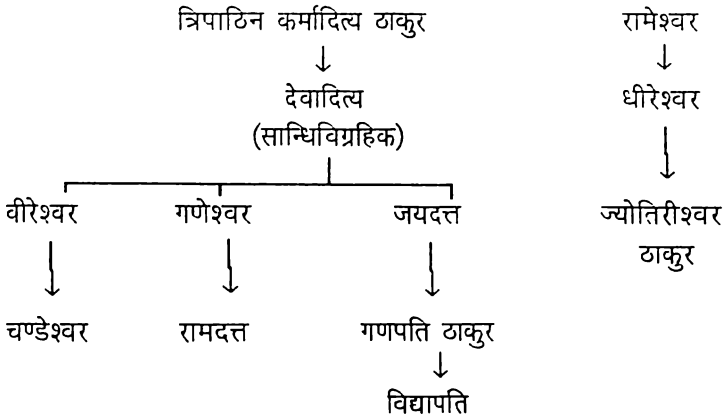 त्रिपाठिन कर्मादित्य ठाकुर रामेश्वर
देवादित्य धीरेश्वर
(सान्धिविग्रहिक)
वीरेश्वर गणेश्वर जयदत्त ज्योतिरीश्वर
ठाकुर
चण्डेश्वर रामदत्त गणपति ठाकुर
विद्यापति